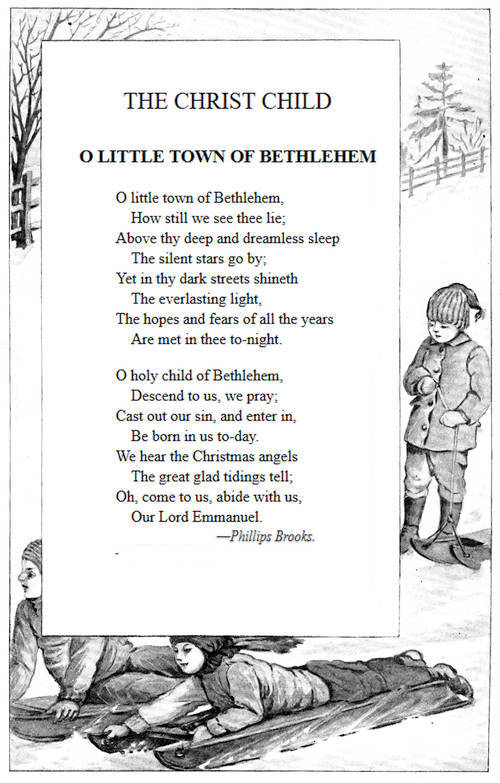 THE CHRIST CHILD
O LITTLE TOWN OF BETHLEHEM
O little town of Bethlehem,
How still we see thee lie;
Above thy deep and dreamless sleep
The silent stars go by;
Yet in thy dark streets shineth
The everlasting light,
The hopes and fears of all the years
Are met in thee to-night.
O holy child of Bethlehem,
Descend to us, we pray;
Cast out our sin, and enter in,
Be born in us to-day.
We hear the Christmas angels
The great glad tidings tell;
Oh, come to us, abide with us,
Our Lord Emmanuel.
—Phillips Brooks.